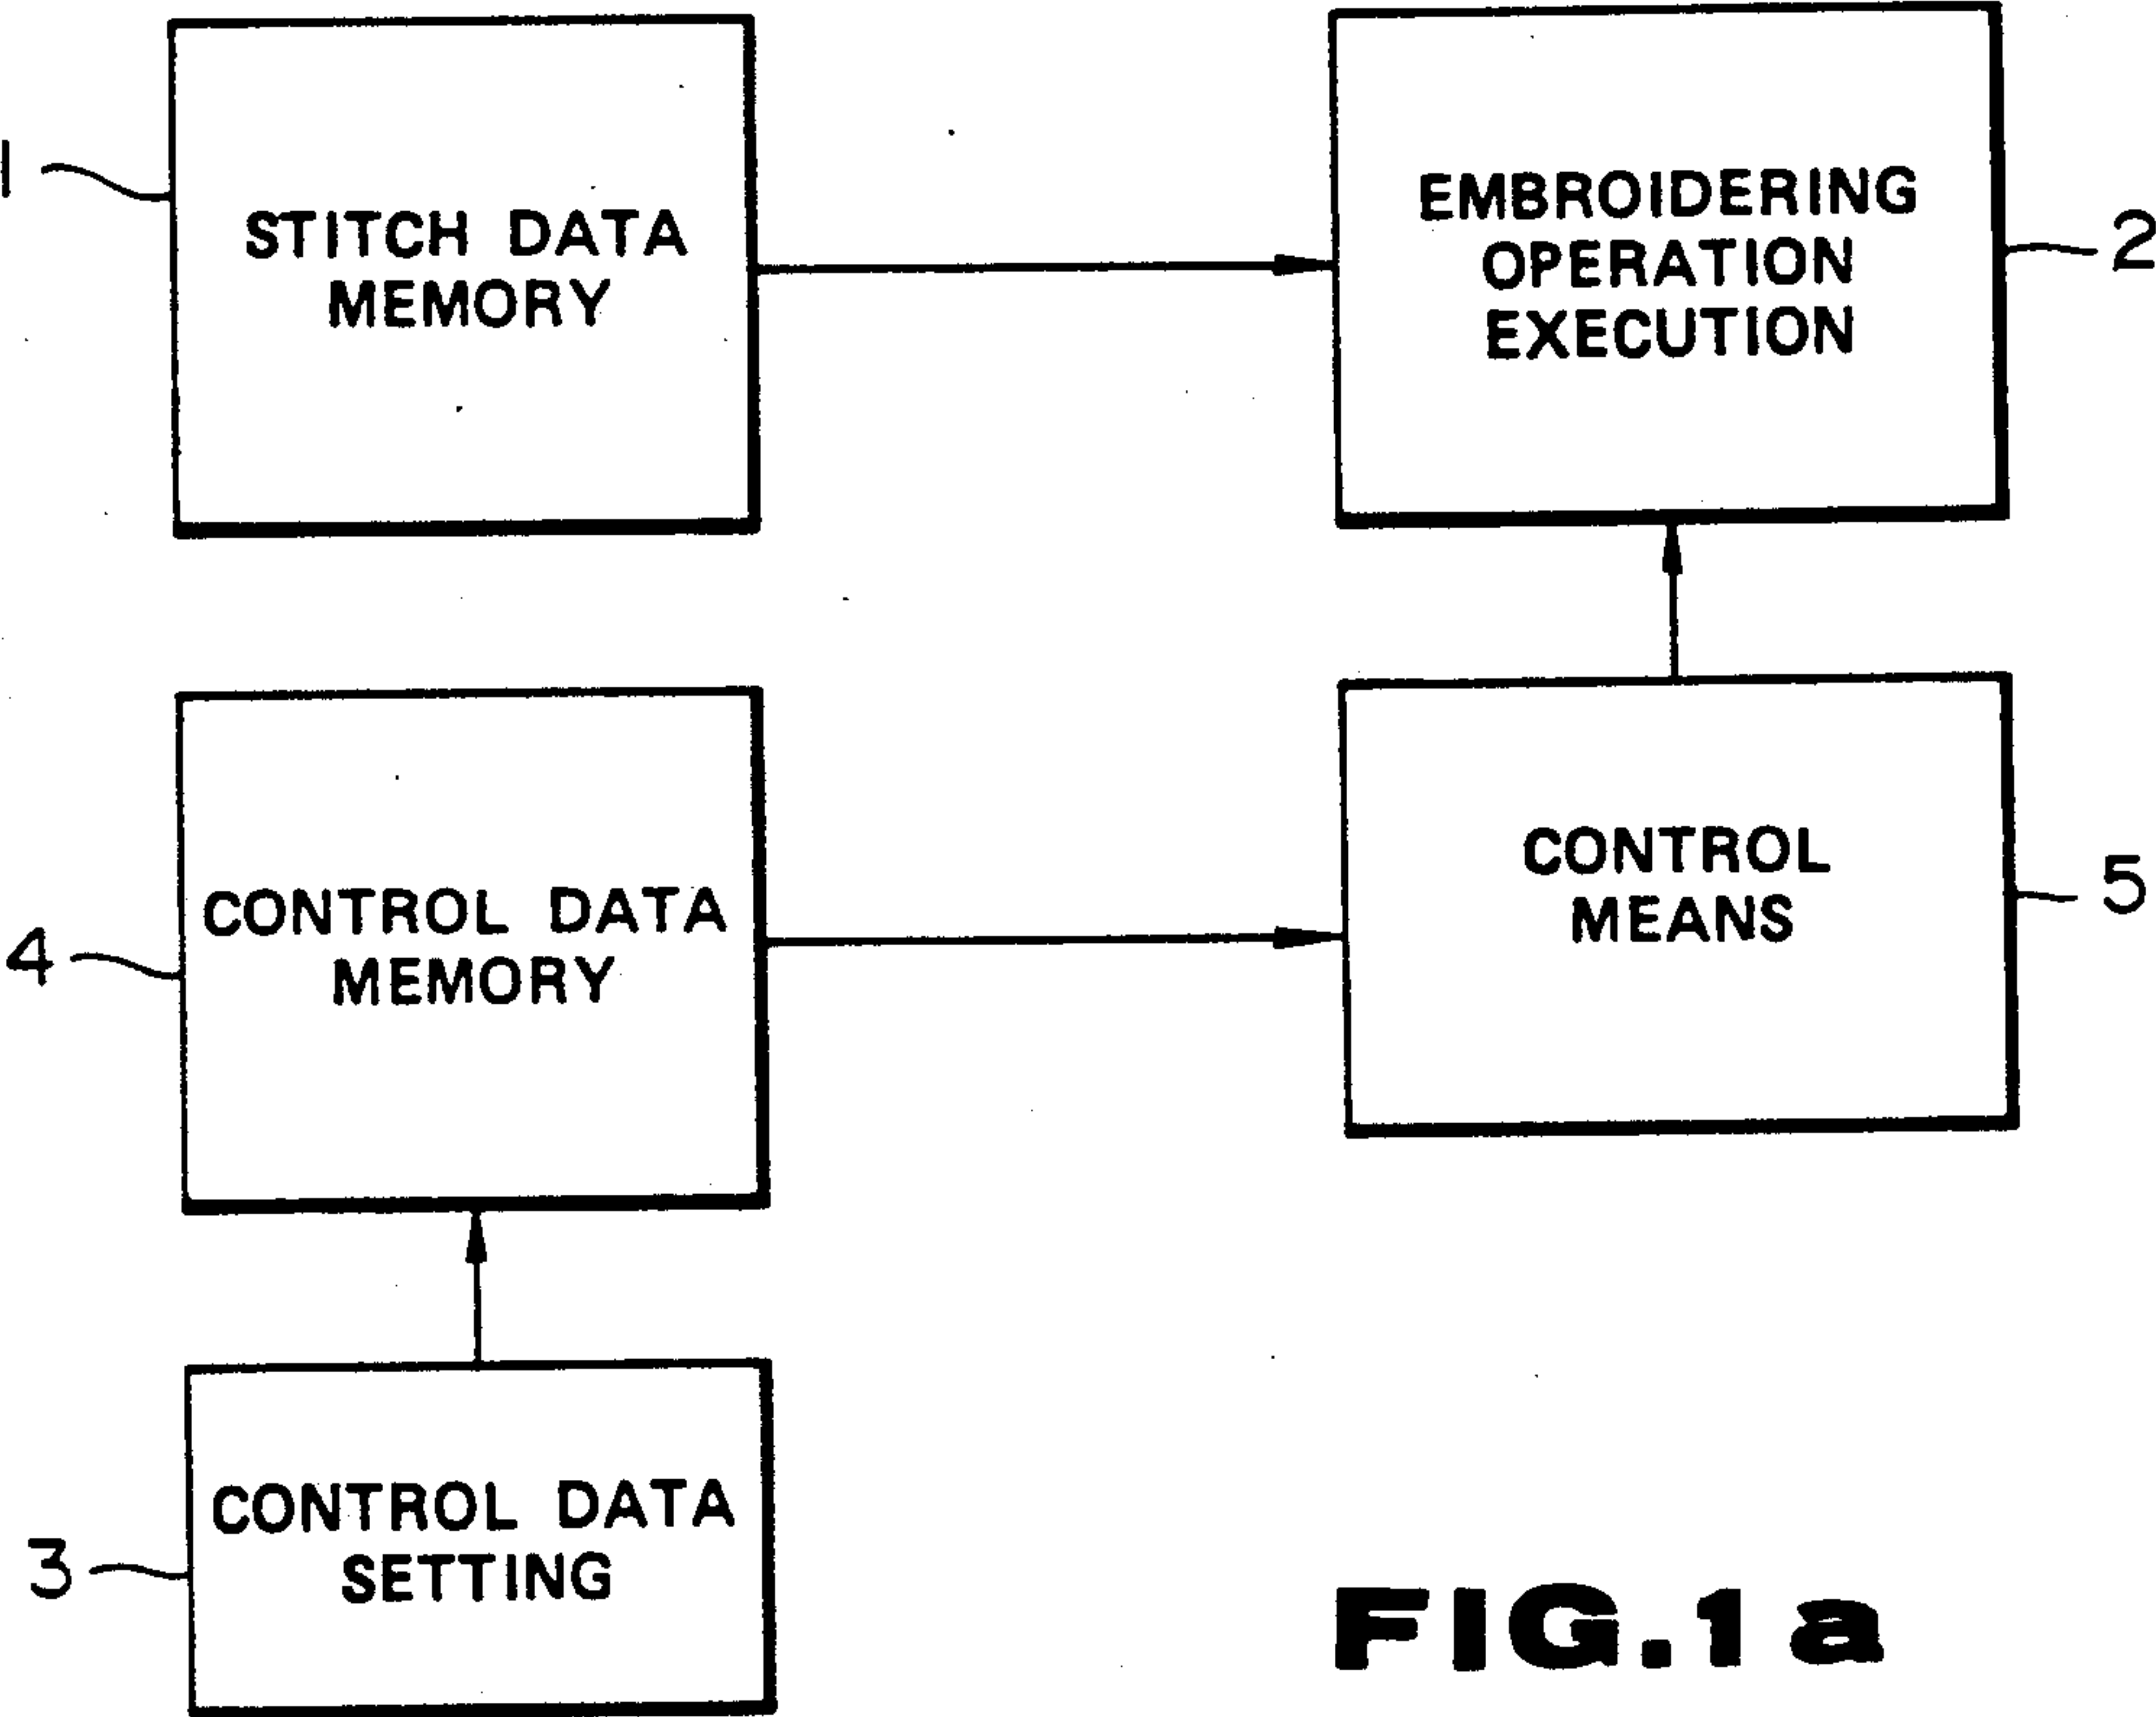 1
STITCH DATA
MEMORY
EMBROIDERING
OPERATION
EXECUTION
2
4
CONTROL DATA
MEMORY
CONTROL
MEANS
5
3
CONTROL DATA
SETTING
FIG.1a